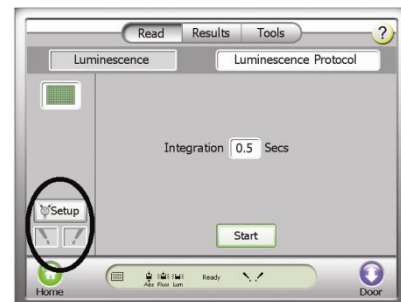 Read Results Tools ?
Luminescence Luminescence Protocol
Integration 0.5 Secs
Setup
Start
Abs Fluor Lum Ready
Home Door